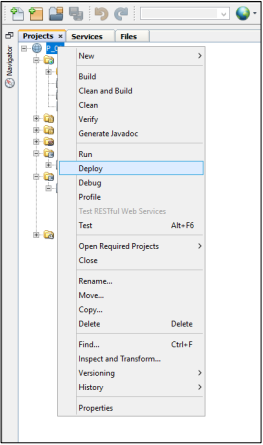 Projects × Services Files
Navigator
New
Build
Clean and Build
Clean
Verify
Generate Javadoc
Run
Deploy
Debug
Profile
Test RESTful Web Services
Test Alt+F6
Open Required Projects
Close
Rename...
Move...
Copy...
Delete Delete
Find... Ctrl+F
Inspect and Transform...
Versioning
History
Properties